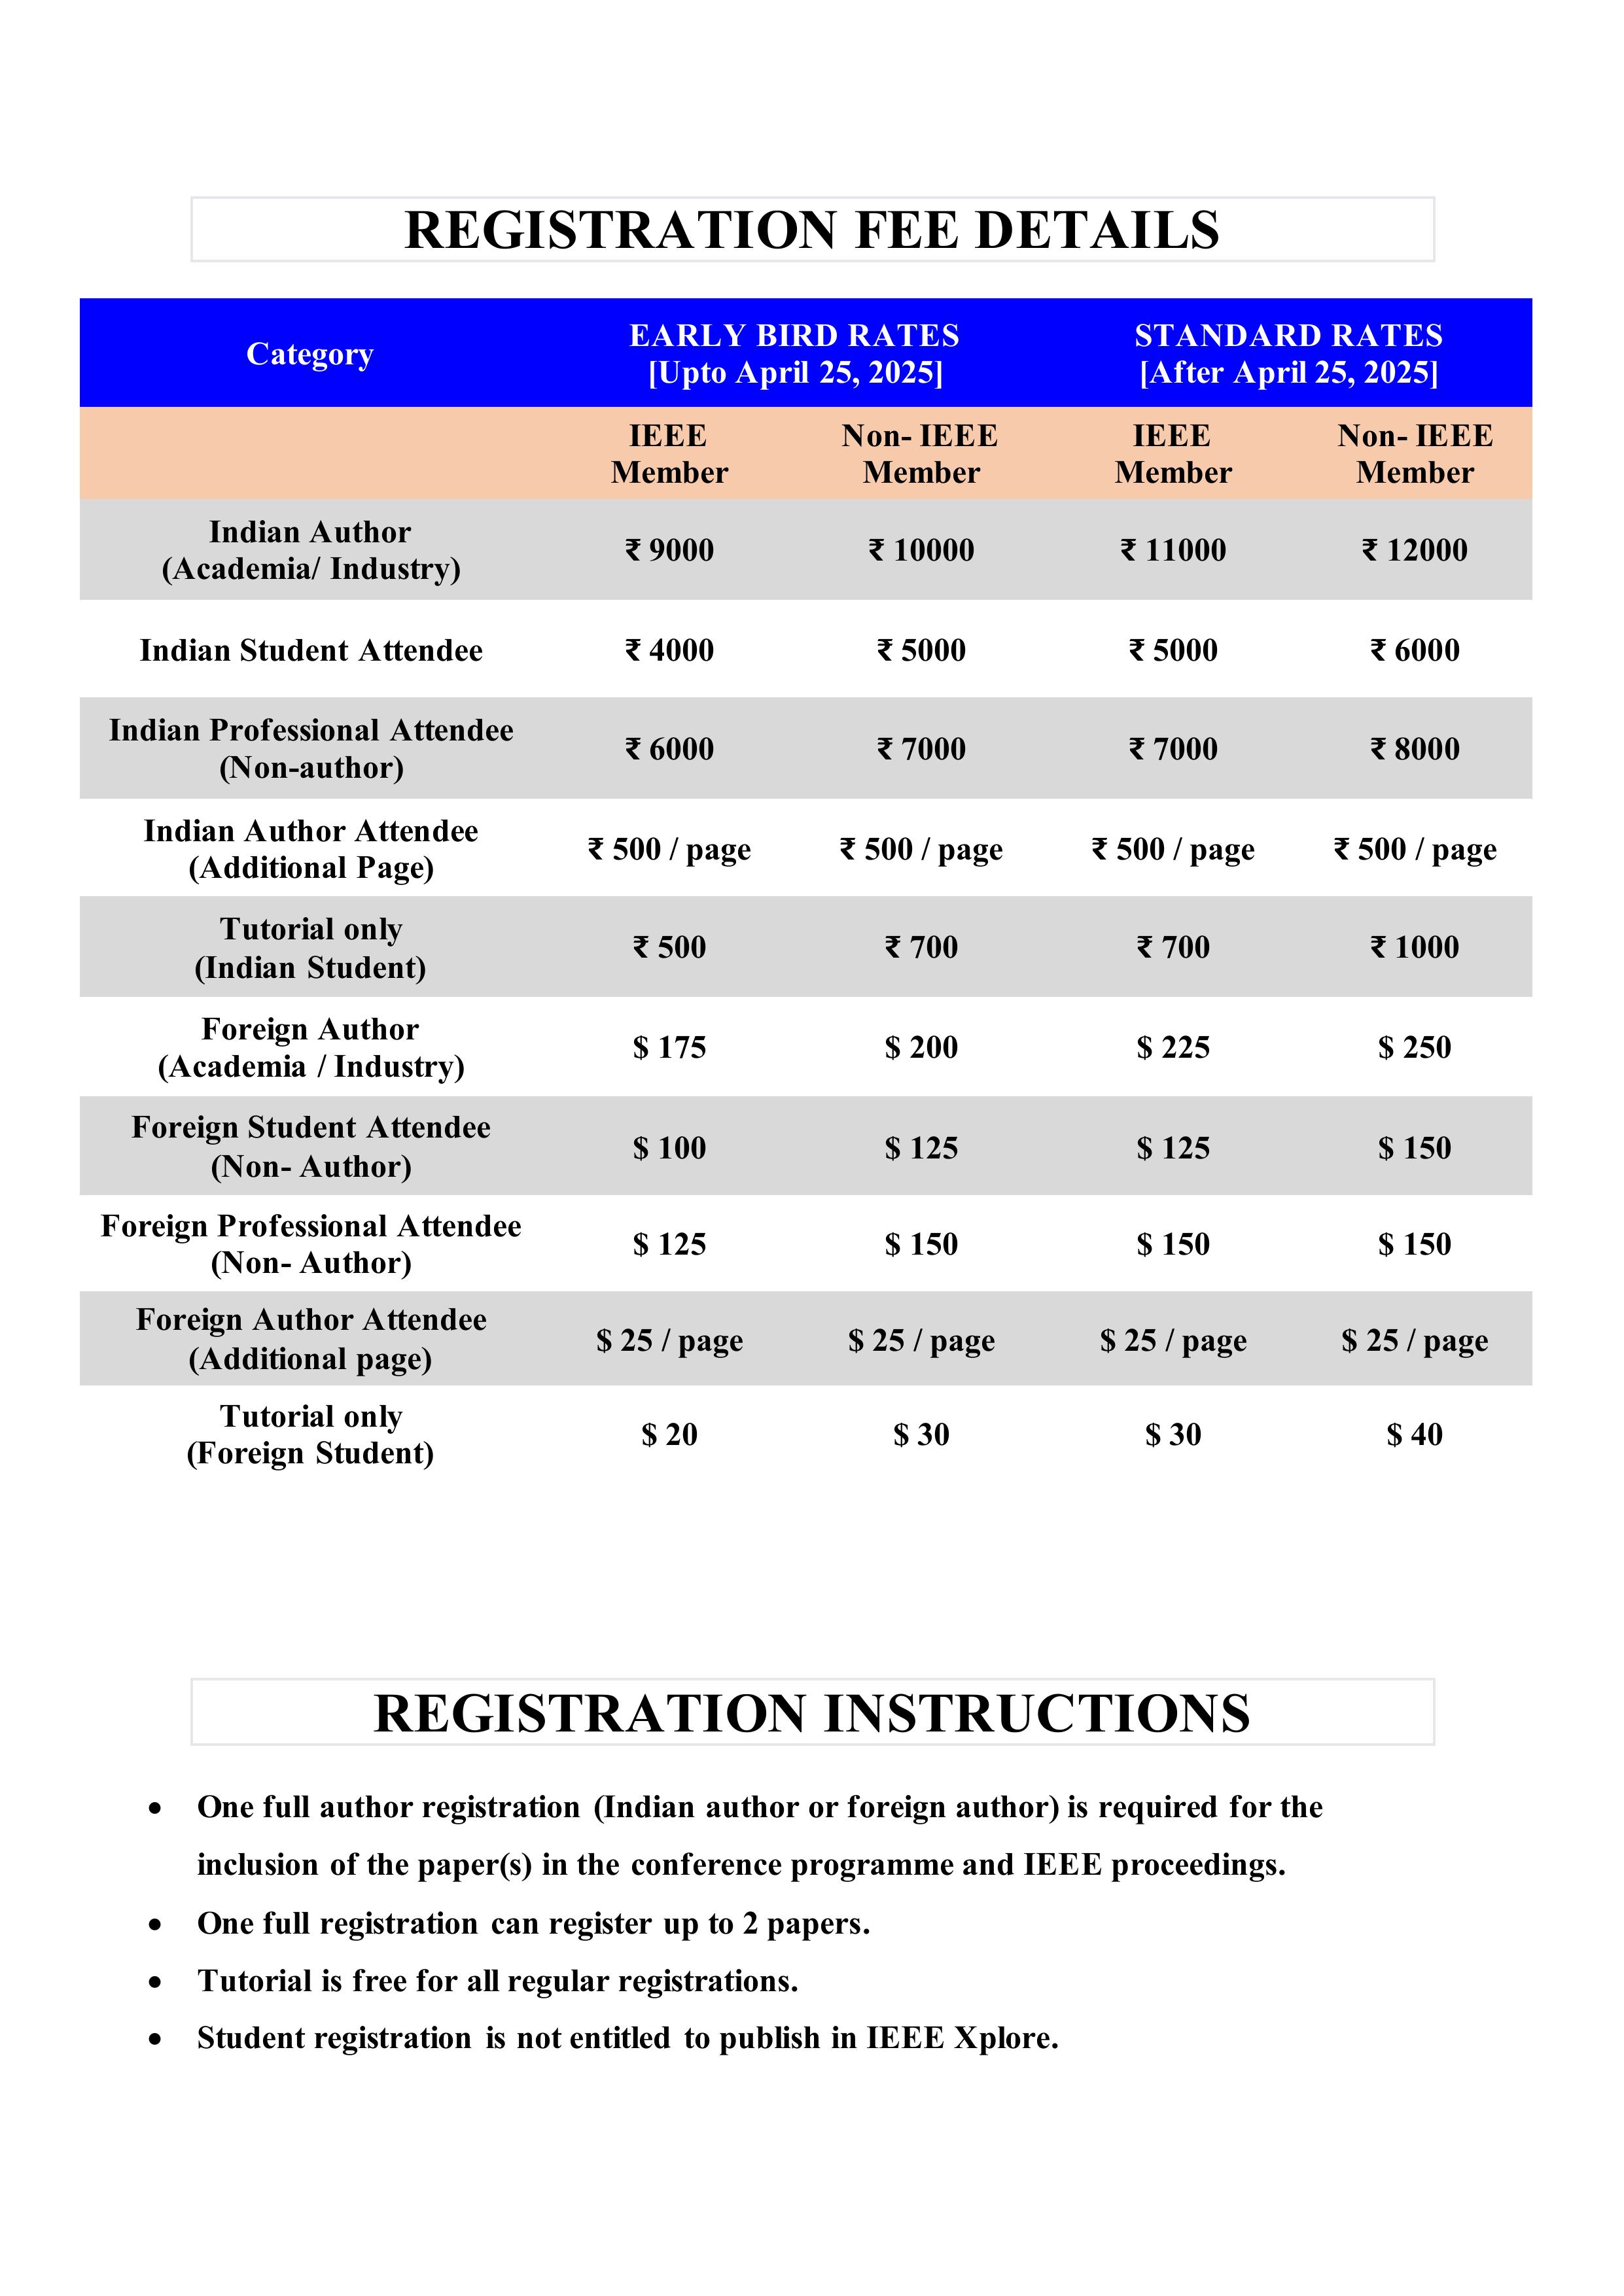 REGISTRATION FEE DETAILS
Category
EARLY BIRD RATES
[Upto April 25, 2025]
STANDARD RATES
[After April 25, 2025]
IEEE
Member
Non- IEEE
Member
IEEE
Member
Non- IEEE
Member
Indian Author
(Academia/ Industry)
₹ 9000
₹ 10000
₹ 11000
₹ 12000
Indian Student Attendee
₹ 4000
₹ 5000
₹ 5000
₹ 6000
Indian Professional Attendee
(Non-author)
₹ 6000
₹ 7000
₹ 7000
₹ 8000
Indian Author Attendee
(Additional Page)
₹ 500 / page
₹ 500 / page
₹ 500 / page
₹ 500 / page
Tutorial only
(Indian Student)
₹ 500
₹ 700
₹ 700
₹ 1000
Foreign Author
(Academia / Industry)
$ 175
$ 200
$ 225
$ 250
Foreign Student Attendee
(Non- Author)
$ 100
$ 125
$ 125
$ 150
Foreign Professional Attendee
(Non- Author)
$ 125
$ 150
$ 150
$ 150
Foreign Author Attendee
(Additional page)
$ 25 / page
$ 25 / page
$ 25 / page
$ 25 / page
Tutorial only
(Foreign Student)
$ 20
$ 30
$ 30
$ 40
REGISTRATION INSTRUCTIONS
• One full author registration (Indian author or foreign author) is required for the
inclusion of the paper(s) in the conference programme and IEEE proceedings.
• One full registration can register up to 2 papers.
• Tutorial is free for all regular registrations.
• Student registration is not entitled to publish in IEEE Xplore.